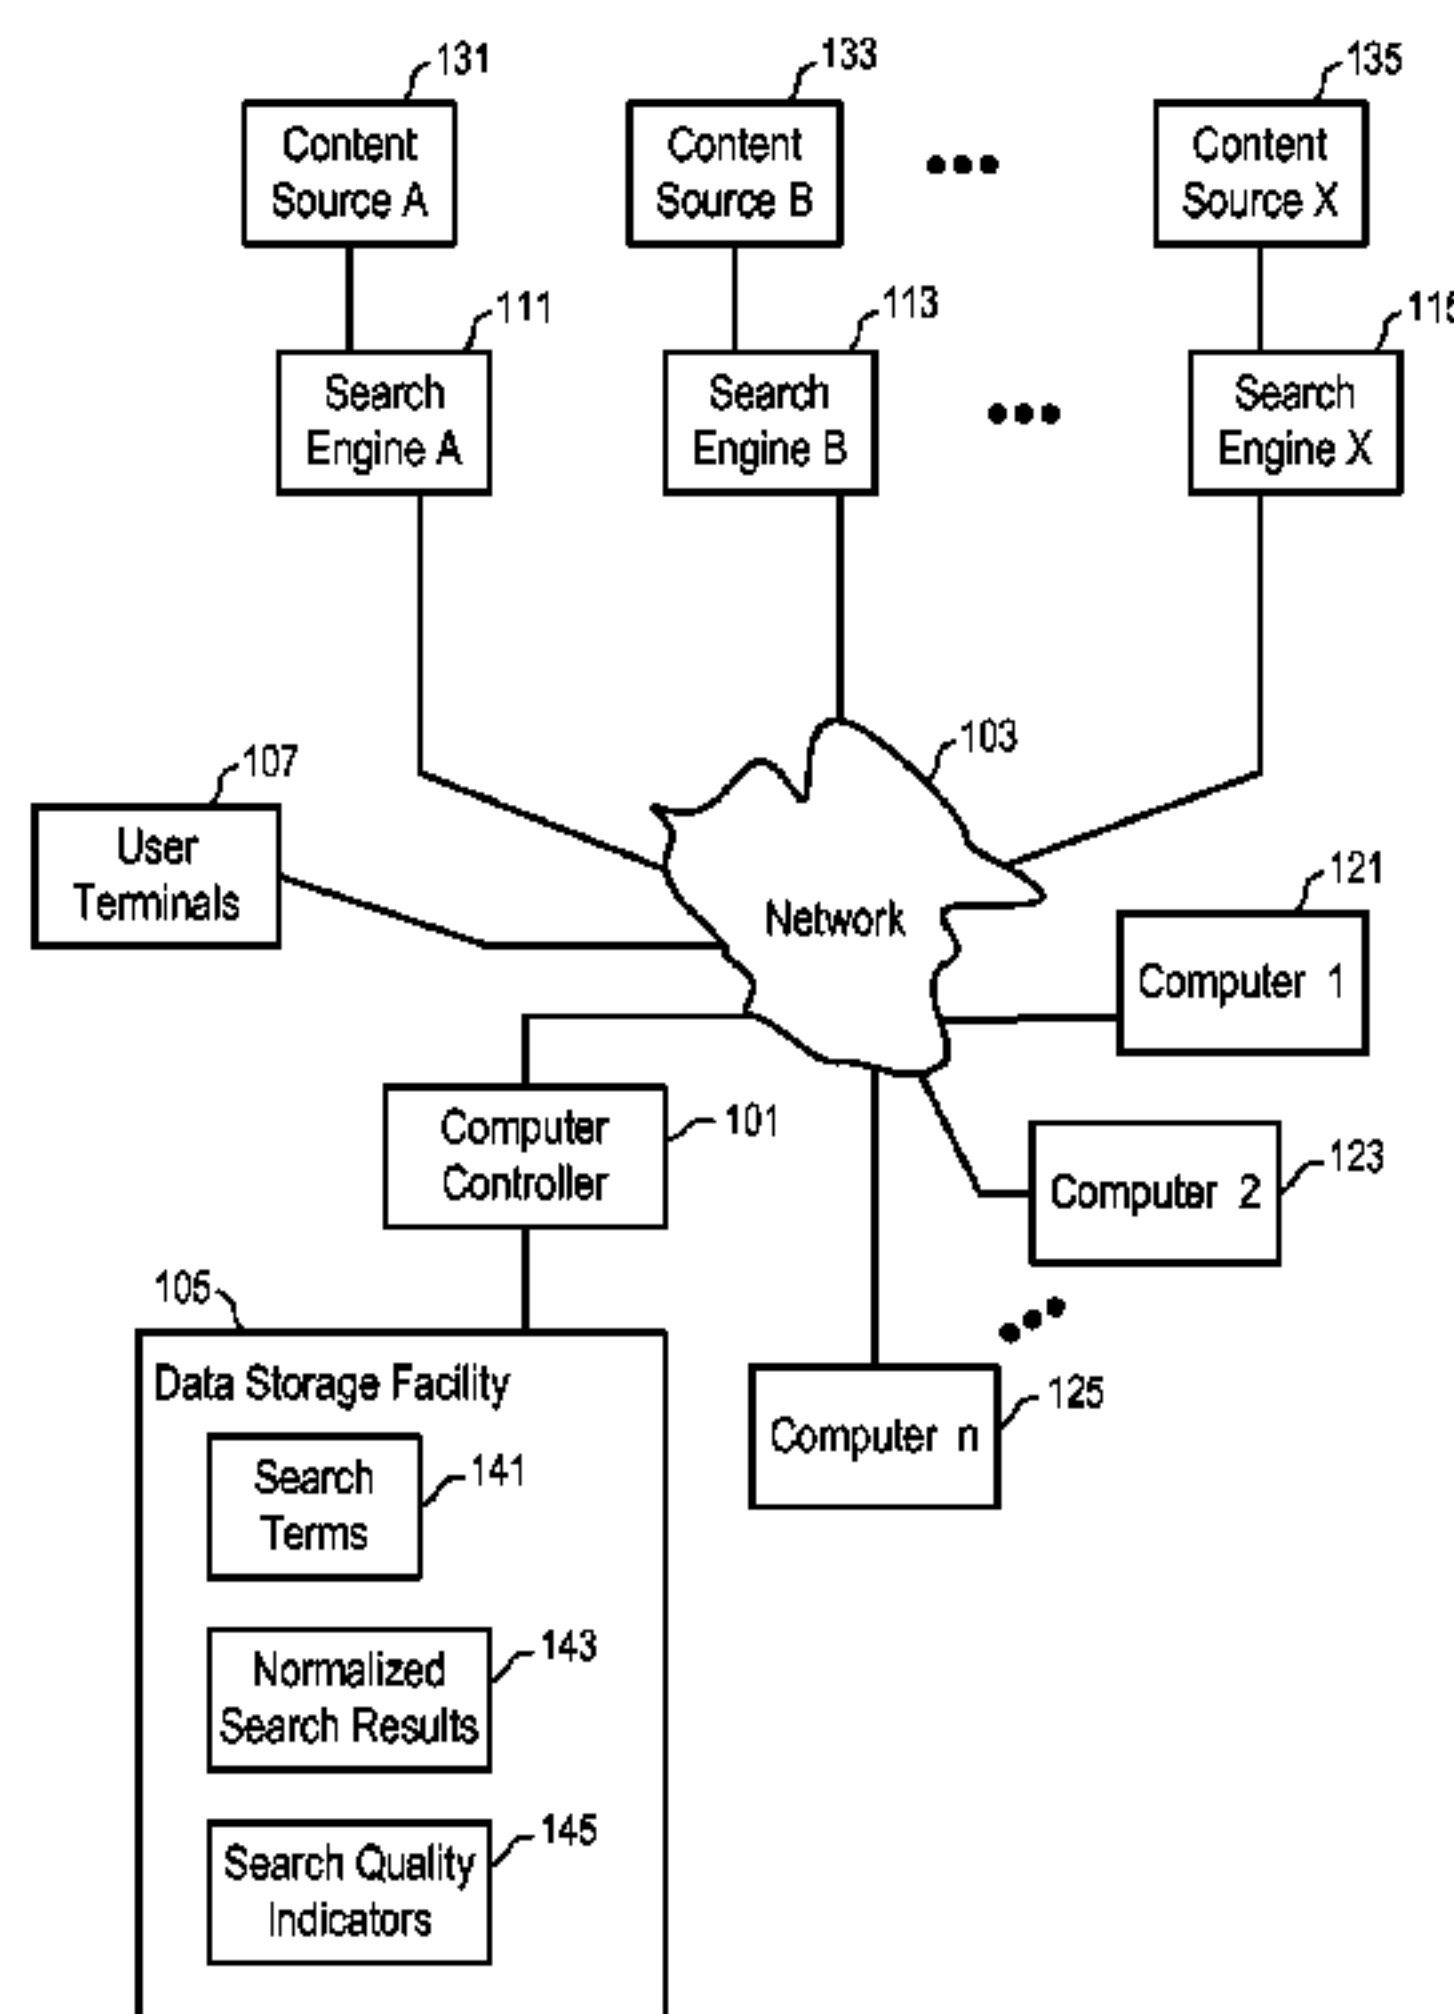 131
133
135
Content
Source A
Content
Source B
Content
Source X
111
113
115
Search
Engine A
Search
Engine B
Search
Engine X
103
107
User
Terminals
Network
121
Computer 1
Computer
Controller
101
Computer 2
123
105
Data Storage Facility
Computer n
125
Search
Terms
141
Normalized
Search Results
143
Search Quality
Indicators
145